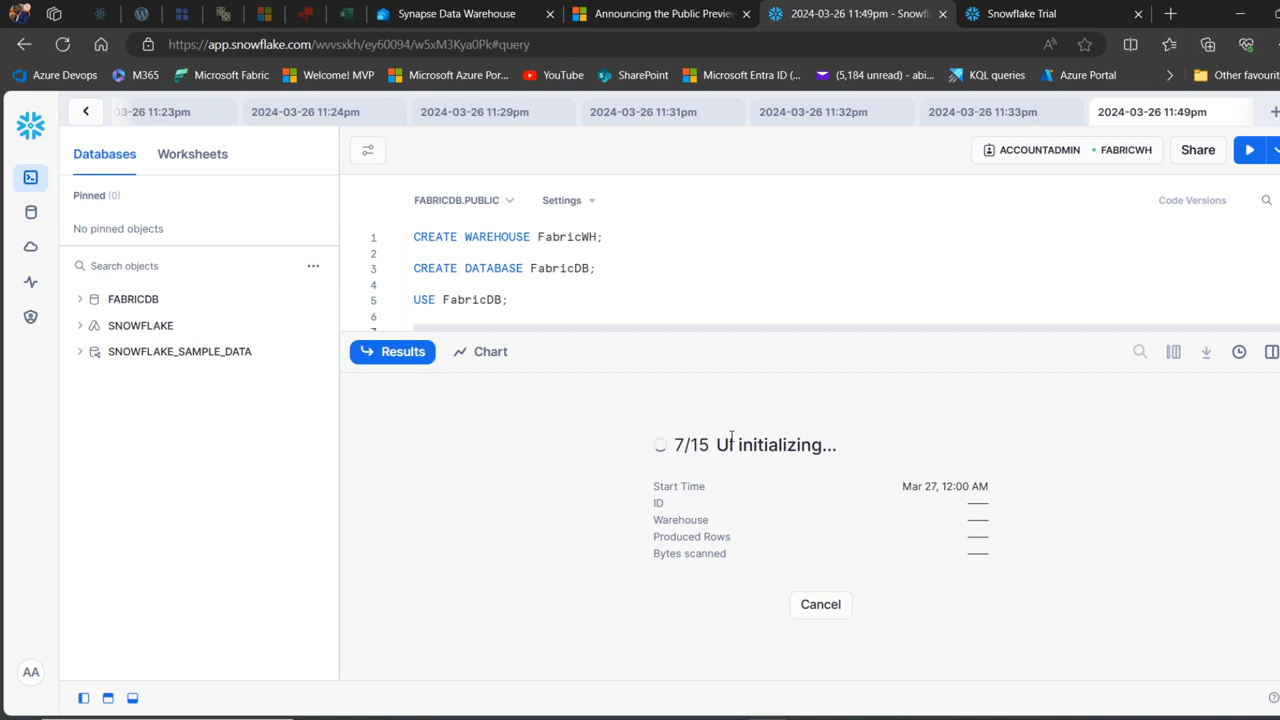 Synapse Data Warehouse
Announcing the Public Previe
2024-03-26 11:49pm - Snowfl
Snowflake Trial
https://app.snowflake.com/wvvsxkh/ey60094/w5xM3Kya0Pk#query
Azure Devops
M365
Microsoft Fabric
Welcome! MVP
Microsoft Azure Por...
YouTube
SharePoint
Microsoft Entra ID (...
(5,184 unread) - abi...
KQL queries
Azure Portal
Other favourit
03-26 11:23pm
2024-03-26 11:24pm
2024-03-26 11:29pm
2024-03-26 11:31pm
2024-03-26 11:32pm
2024-03-26 11:33pm
2024-03-26 11:49pm
Databases
Worksheets
ACCOUNTADMIN
FABRICWH
Share
Pinned (0)
No pinned objects
Search objects
FABRICDB
SNOWFLAKE
SNOWFLAKE_SAMPLE_DATA
FABRICDB.PUBLIC
Settings
Code Versions
1 CREATE WAREHOUSE FabricWH;
2
3 CREATE DATABASE FabricDB;
4
5 USE FabricDB;
6
7
Results
Chart
7/15 UI initializing...
Start Time Mar 27, 12:00 AM
ID
Warehouse
Produced Rows
Bytes scanned
Cancel
AA